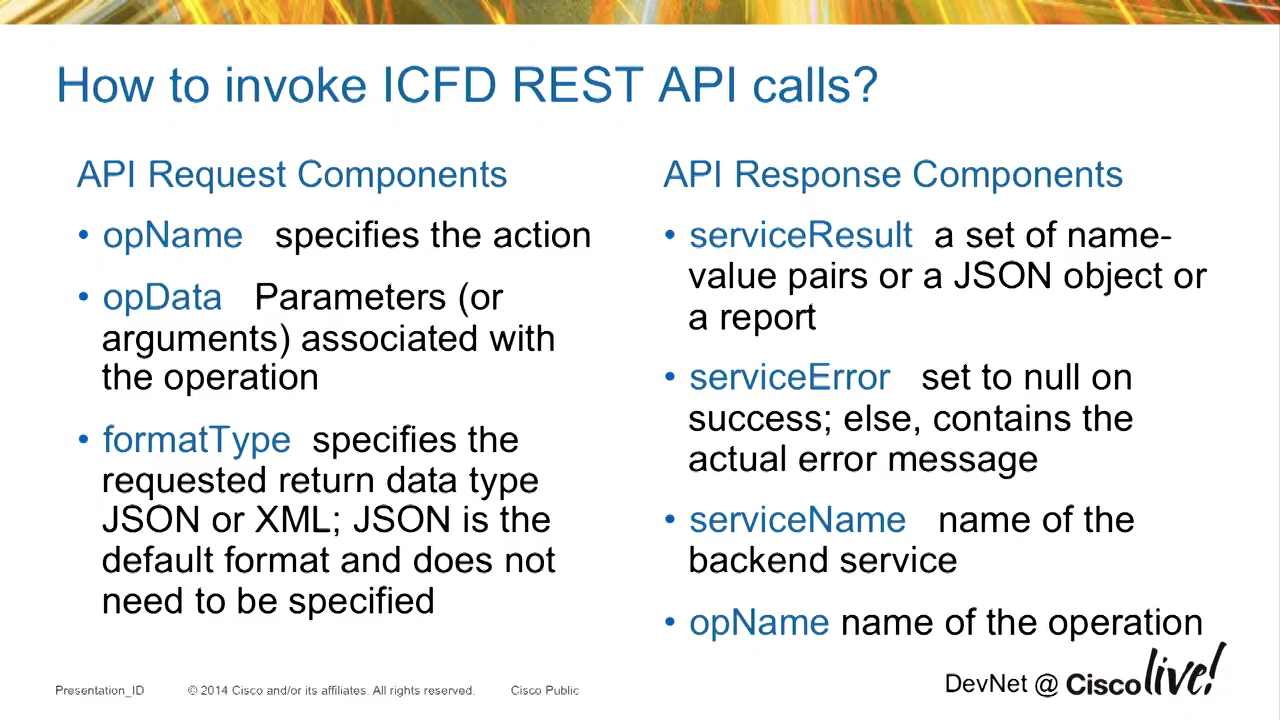 How to invoke ICFD REST API calls?
API Request Components
• opName specifies the action
• opData Parameters (or
arguments) associated with
the operation
• formatType specifies the
requested return data type
JSON or XML; JSON is the
default format and does not
need to be specified
API Response Components
• serviceResult a set of name-
value pairs or a JSON object or
a report
• serviceError set to null on
success; else, contains the
actual error message
• serviceName name of the
backend service
• opName name of the operation
Presentation_ID © 2014 Cisco and/or its affiliates. All rights reserved. Cisco Public
DevNet @ Cisco live!